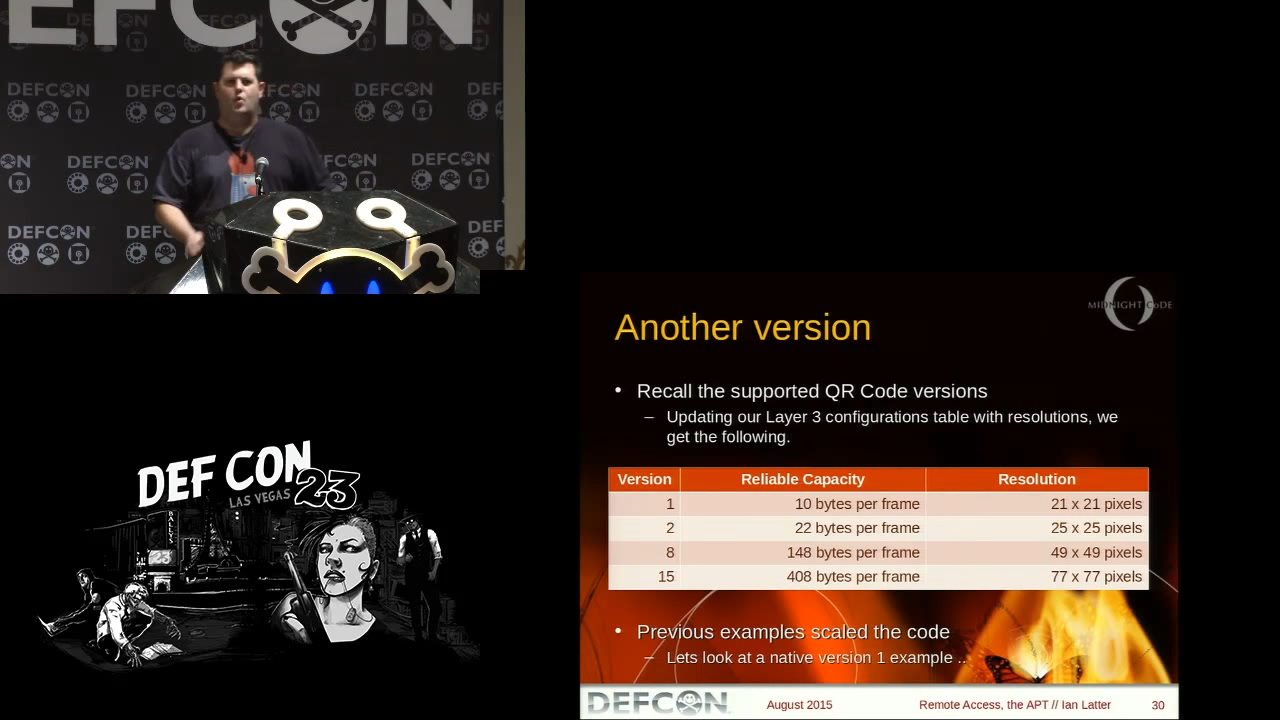 EFCON
DEFCON DEFCON DEFCON DEFCON
DEFCON DEFCON DEFCON
DEFCON DEFCON
DEF CON 23
LAS VEGAS
BALLYS
MIDNIGHT CODE
Another version
• Recall the supported QR Code versions
– Updating our Layer 3 configurations table with resolutions, we
get the following.
Version Reliable Capacity Resolution
1 10 bytes per frame 21 x 21 pixels
2 22 bytes per frame 25 x 25 pixels
8 148 bytes per frame 49 x 49 pixels
15 408 bytes per frame 77 x 77 pixels
• Previous examples scaled the code
– Lets look at a native version 1 example ..
DEFCON August 2015 Remote Access, the APT // Ian Latter 30